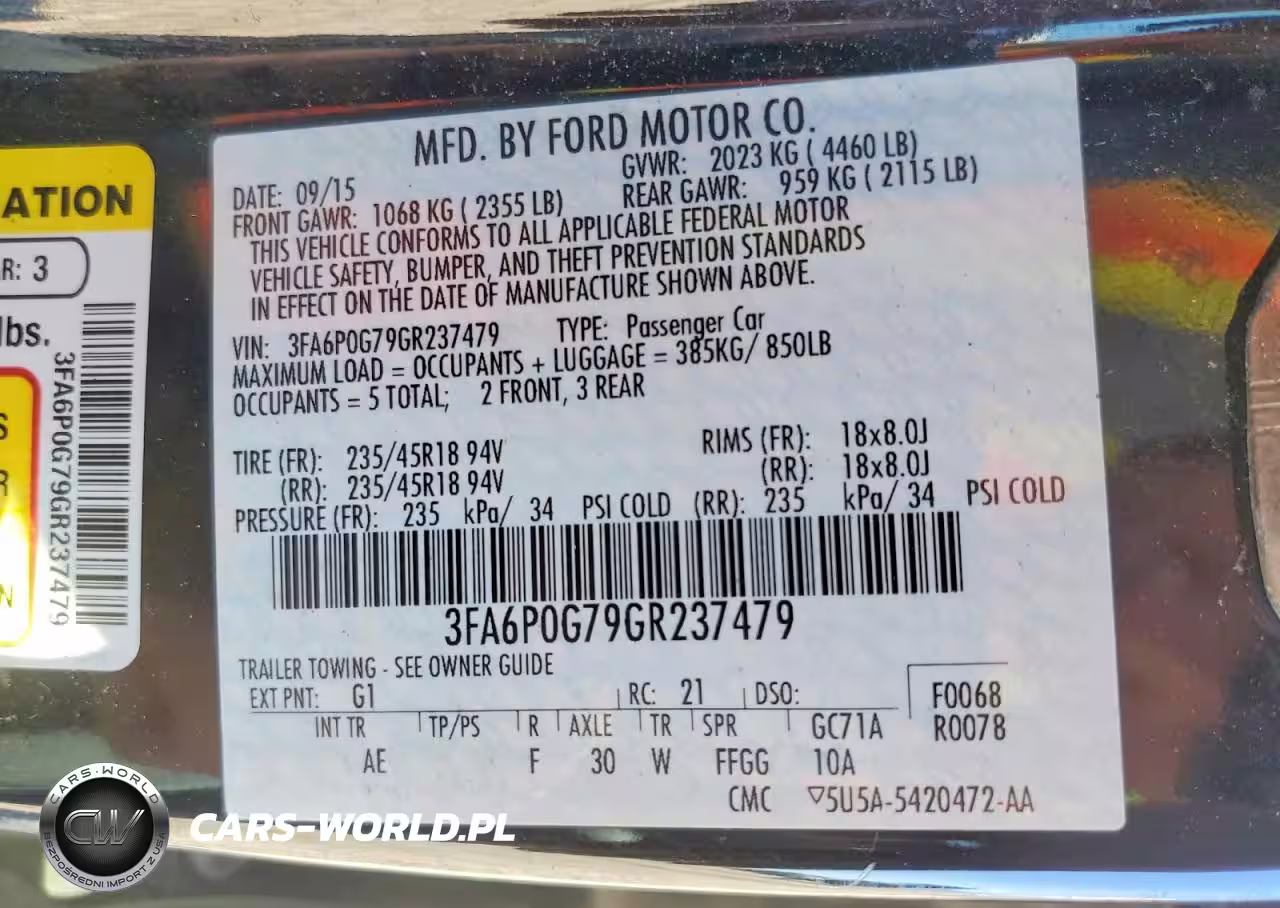 ATION
R: 3
lbs.
3FA6P0G79GR237479
S
R
N
MFD. BY FORD MOTOR CO.
DATE: 09/15 GVWR: 2023 KG ( 4460 LB)
FRONT GAWR: 1068 KG ( 2355 LB) REAR GAWR: 959 KG ( 2115 LB)
THIS VEHICLE CONFORMS TO ALL APPLICABLE FEDERAL MOTOR
VEHICLE SAFETY, BUMPER, AND THEFT PREVENTION STANDARDS
IN EFFECT ON THE DATE OF MANUFACTURE SHOWN ABOVE.
VIN: 3FA6P0G79GR237479 TYPE: Passenger Car
MAXIMUM LOAD = OCCUPANTS + LUGGAGE = 385KG/ 850LB
OCCUPANTS = 5 TOTAL; 2 FRONT, 3 REAR
TIRE (FR): 235/45R18 94V RIMS (FR): 18x8.0J
(RR): 235/45R18 94V (RR): 18x8.0J
PRESSURE (FR): 235 kPa/ 34 PSI COLD (RR): 235 kPa/ 34 PSI COLD
3FA6P0G79GR237479
TRAILER TOWING - SEE OWNER GUIDE
EXT PNT: G1 RC: 21 DSO: F0068
INT TR TP/PS R AXLE TR SPR GC71A R0078
AE F 30 W FFGG 10A
CMC ▽5U5A-5420472-AA
CARS-WORLD
CW
BEZPOŚREDNI IMPORT Z USA
CARS-WORLD.PL